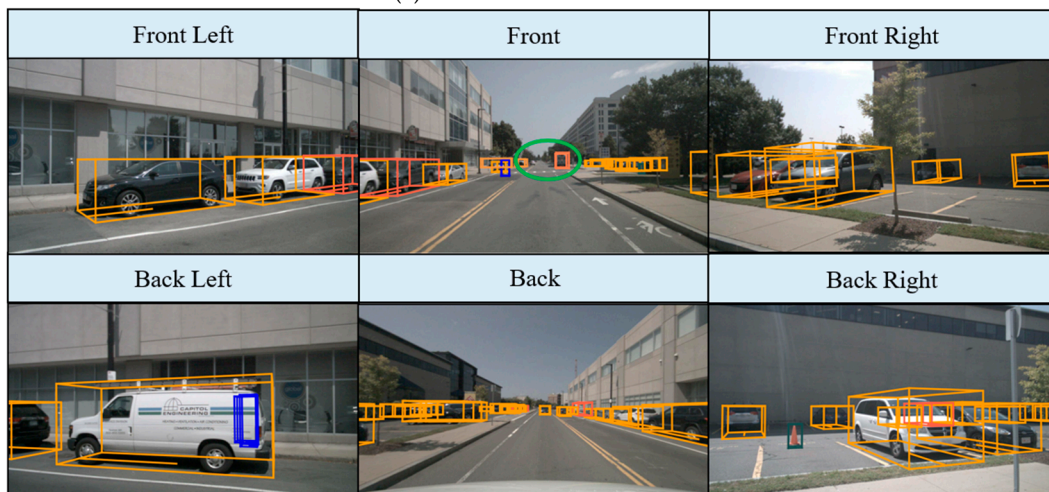 Front Left
Front
Front Right
Back Left
Back
Back Right
CAPITOL
ENGINEERING